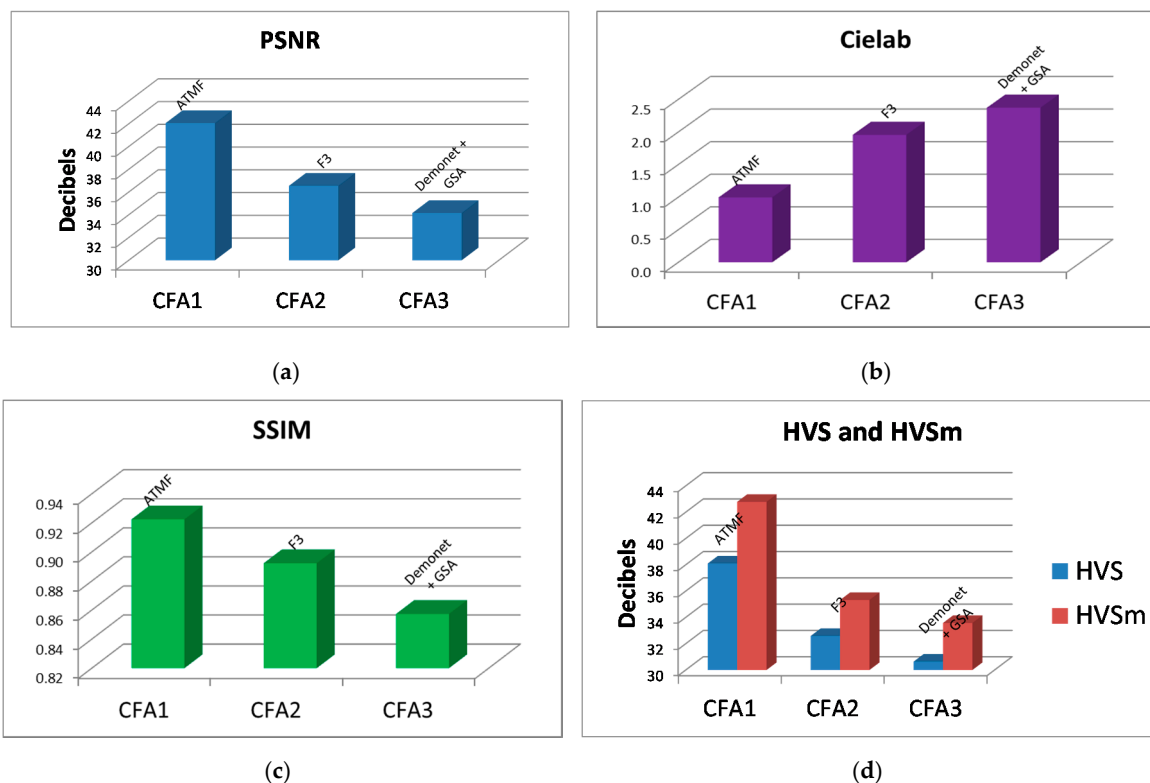 PSNR
ATMF
F3
Demonet +
GSA
Decibels
44
42
40
38
36
34
32
30
CFA1
CFA2
CFA3
(a)
Cielab
ATMF
F3
Demonet
+ GSA
2.5
2.0
1.5
1.0
0.5
0.0
CFA1
CFA2
CFA3
(b)
SSIM
ATMF
F3
Demonet
+ GSA
0.94
0.92
0.90
0.88
0.86
0.84
0.82
CFA1
CFA2
CFA3
(c)
HVS and HVSm
ATMF
F3
Demonet
+ GSA
Decibels
44
42
40
38
36
34
32
30
CFA1
CFA2
CFA3
HVS
HVSm
(d)